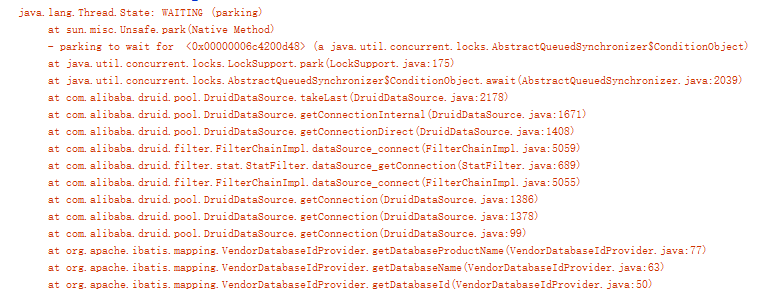 java.lang.Thread.State: WAITING (parking)
at sun.misc.Unsafe.park(Native Method)
- parking to wait for <0x00000006c4200d48> (a java.util.concurrent.locks.AbstractQueuedSynchronizer$ConditionObject)
at java.util.concurrent.locks.LockSupport.park(LockSupport.java:175)
at java.util.concurrent.locks.AbstractQueuedSynchronizer$ConditionObject.await(AbstractQueuedSynchronizer.java:2039)
at com.alibaba.druid.pool.DruidDataSource.takeLast(DruidDataSource.java:2178)
at com.alibaba.druid.pool.DruidDataSource.getConnectionInternal(DruidDataSource.java:1671)
at com.alibaba.druid.pool.DruidDataSource.getConnectionDirect(DruidDataSource.java:1408)
at com.alibaba.druid.filter.FilterChainImpl.dataSource_connect(FilterChainImpl.java:5059)
at com.alibaba.druid.filter.stat.StatFilter.dataSource_getConnection(StatFilter.java:689)
at com.alibaba.druid.filter.FilterChainImpl.dataSource_connect(FilterChainImpl.java:5055)
at com.alibaba.druid.pool.DruidDataSource.getConnection(DruidDataSource.java:1386)
at com.alibaba.druid.pool.DruidDataSource.getConnection(DruidDataSource.java:1378)
at com.alibaba.druid.pool.DruidDataSource.getConnection(DruidDataSource.java:99)
at org.apache.ibatis.mapping.VendorDatabaseIdProvider.getDatabaseProductName(VendorDatabaseIdProvider.java:77)
at org.apache.ibatis.mapping.VendorDatabaseIdProvider.getDatabaseName(VendorDatabaseIdProvider.java:63)
at org.apache.ibatis.mapping.VendorDatabaseIdProvider.getDatabaseId(VendorDatabaseIdProvider.java:50)